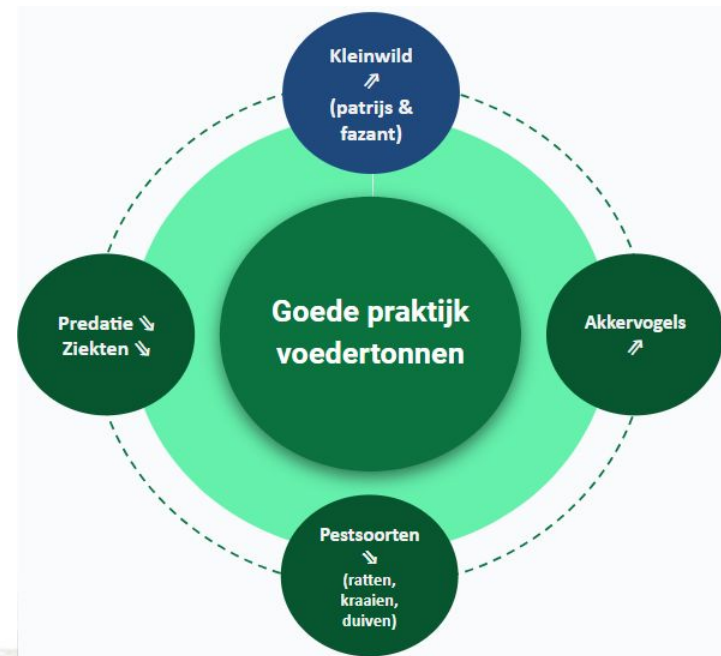 Kleinwild
⇗
(patrijs &
fazant)
Predatie ⇘
Ziekten ⇘
Goede praktijk
voedertonnen
Akkervogels
⇗
Pestsoorten
⇘
(ratten,
kraaien,
duiven)